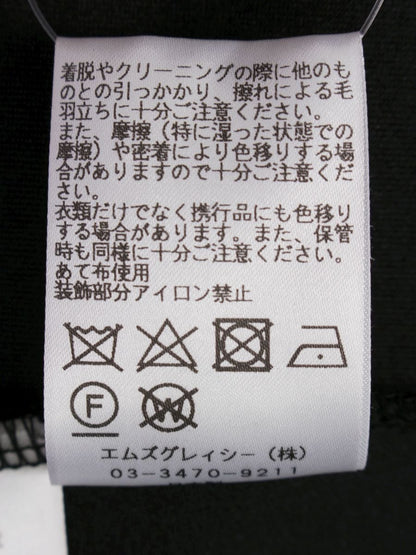 着脱やクリーニングの際に他のも
のとの引っかかり、擦れによる毛
羽立ちに十分ご注意ください。
また、摩擦（特に湿った状態での
摩擦）や密着により色移りする場
合がありますので十分ご注意くだ
さい。
衣類だけでなく携行品にも色移り
する場合があります。また、保管
時も同様に十分ご注意ください。
あて布使用
装飾部分アイロン禁止
F W
エムズグレイシー（株）
03-3470-9211